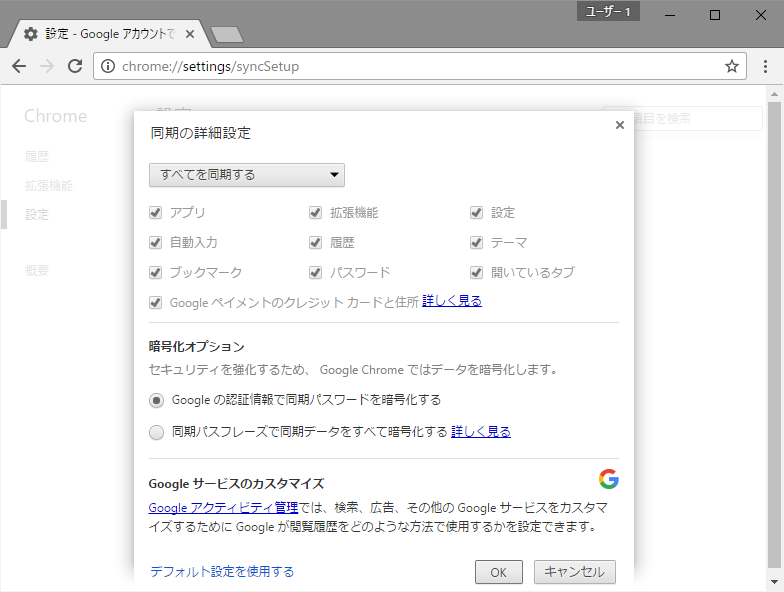 ユーザー 1
設定 - Google アカウントで
chrome://settings/syncSetup
Chrome
設定
項目を検索
履歴
拡張機能
設定
概要
同期の詳細設定
すべてを同期する
アプリ 拡張機能 設定
自動入力 履歴 テーマ
ブックマーク パスワード 開いているタブ
Google ペイメントのクレジット カードと住所 詳しく見る
暗号化オプション
セキュリティを強化するため、 Google Chrome ではデータを暗号化します。
Google の認証情報で同期パスワードを暗号化する
同期パスフレーズで同期データをすべて暗号化する 詳しく見る
Google サービスのカスタマイズ
Google アクティビティ管理では、検索、広告、その他の Google サービスをカスタマ
イズするために Google が閲覧履歴をどのような方法で使用するかを設定できます。
デフォルト設定を使用する OK キャンセル